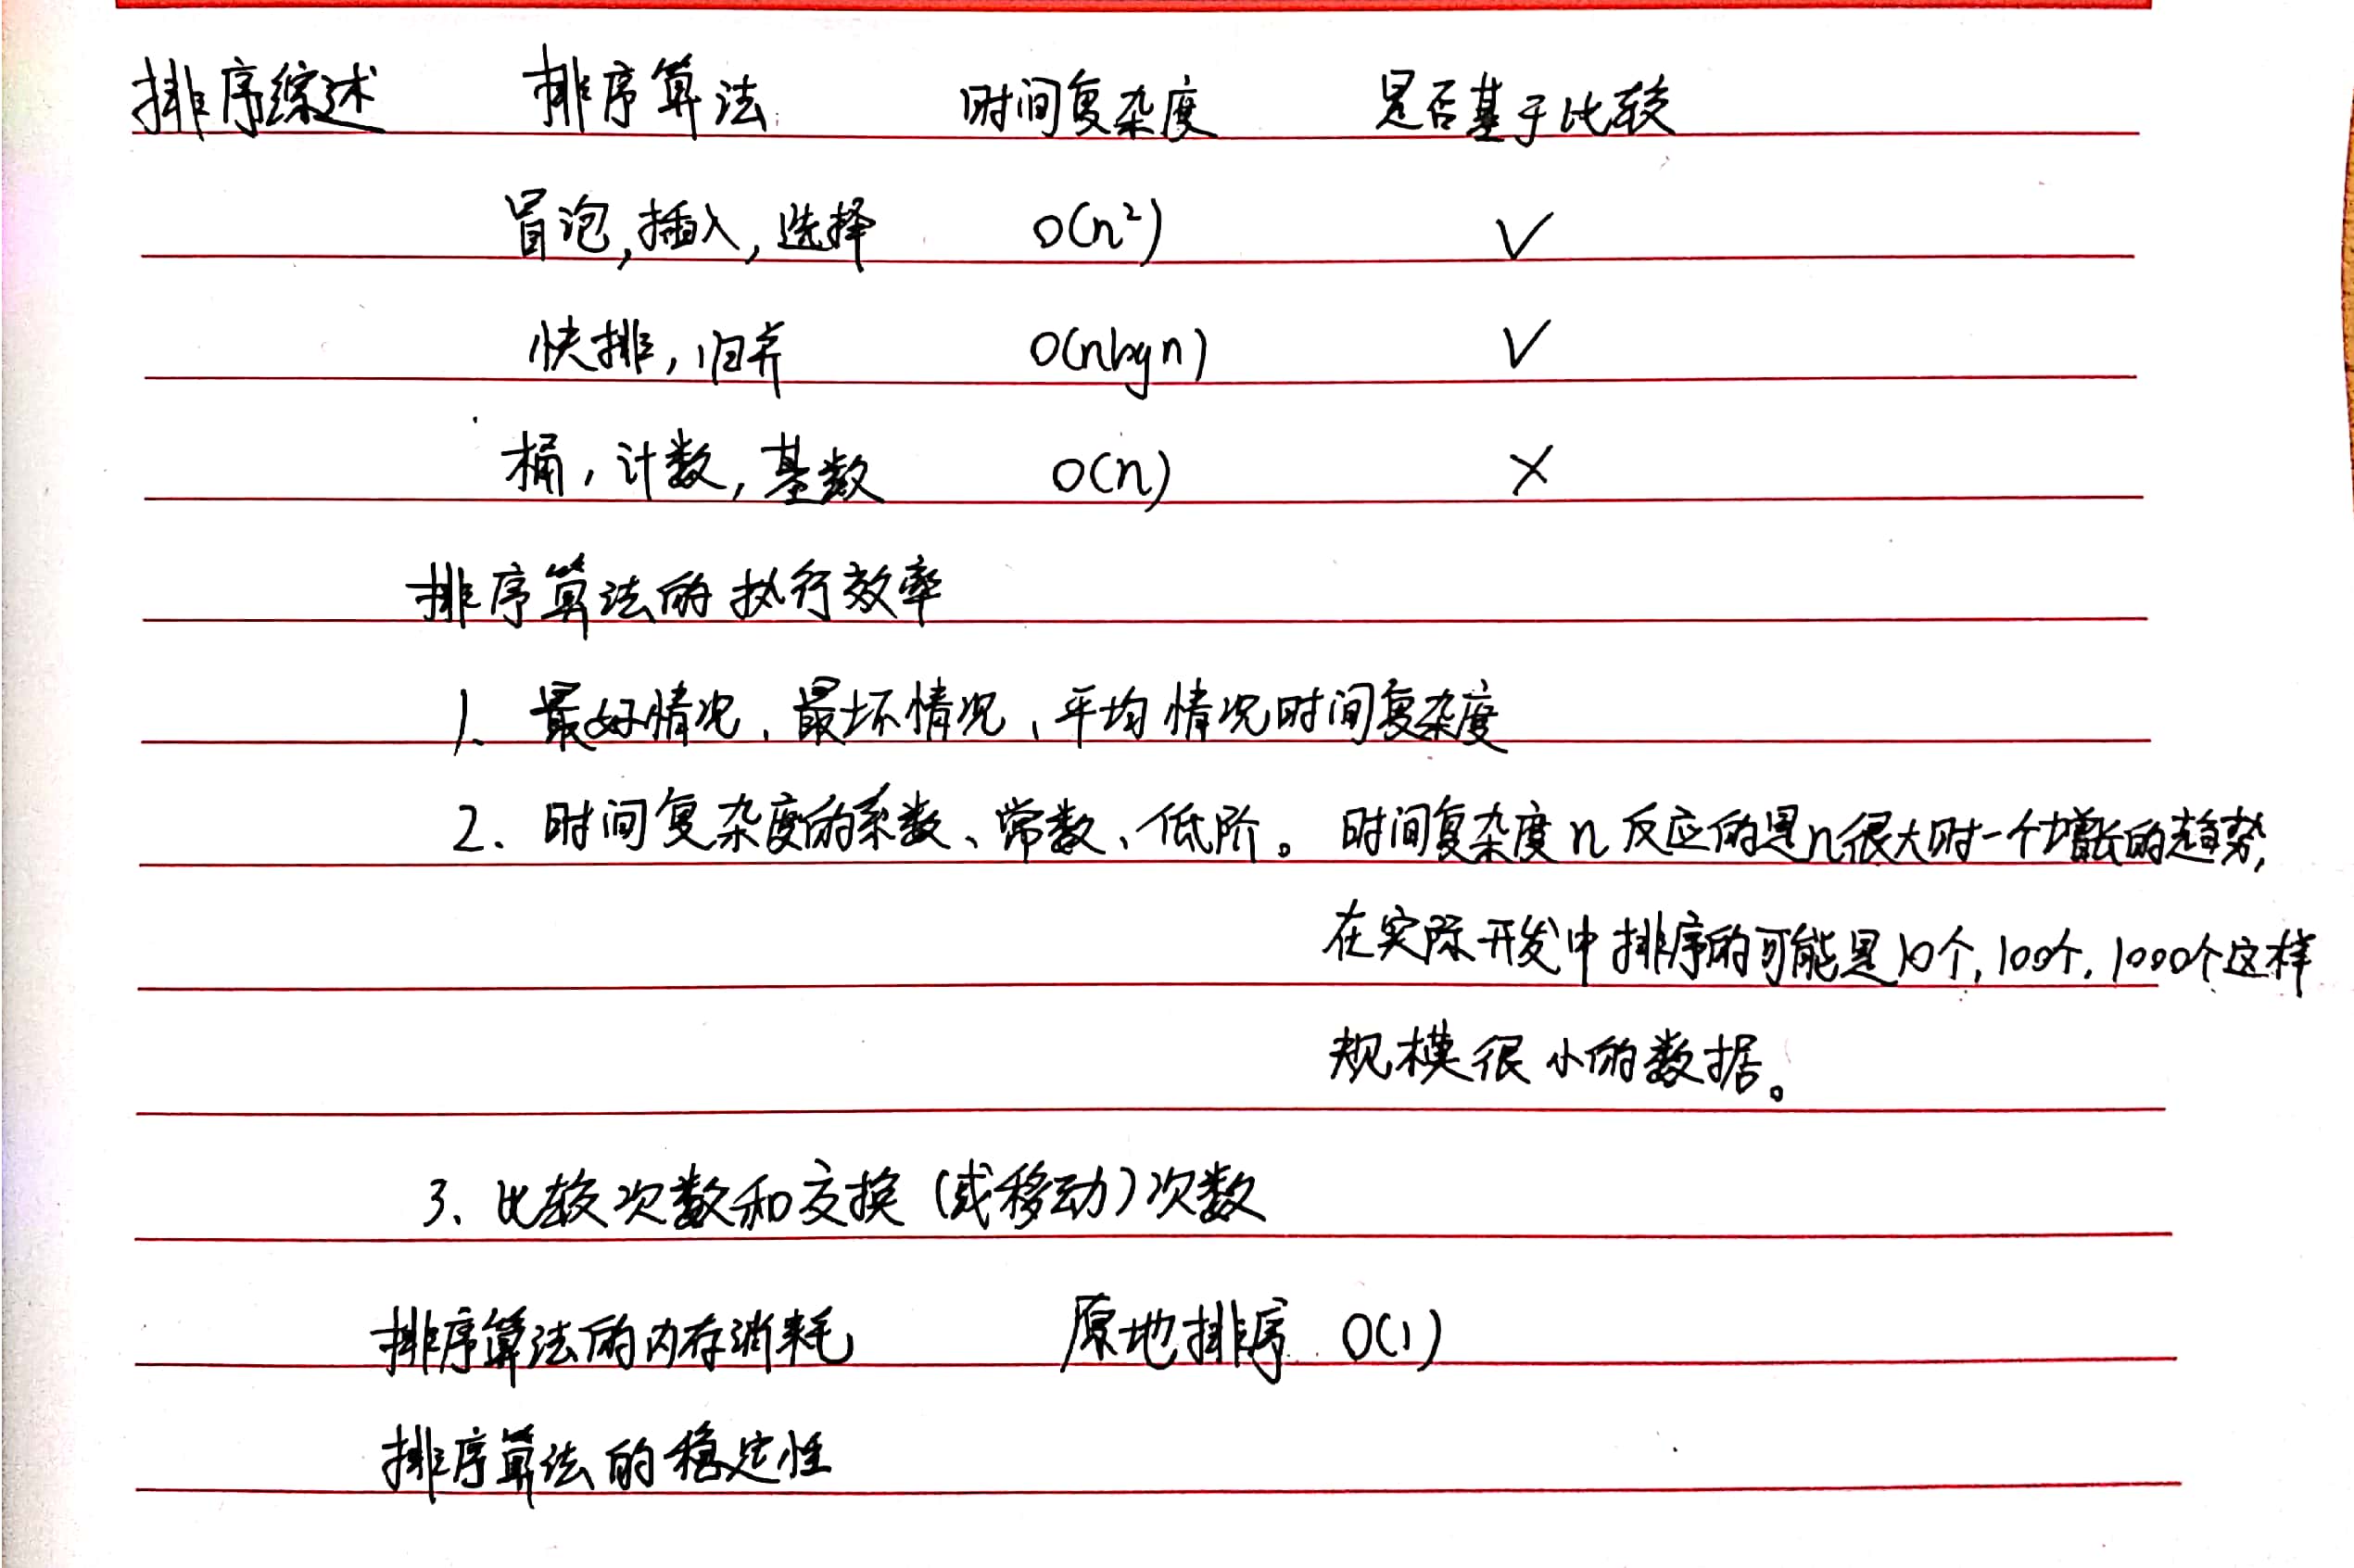 排序综述 排序算法 时间复杂度 是否基于比较
冒泡,插入,选择 O(n²) √
快排,归并 O(nlogn) √
桶,计数,基数 O(n) ×
排序算法的执行效率
1、最好情况、最坏情况、平均情况时间复杂度
2、时间复杂度的系数、常数、低阶。时间复杂度n反应的是n很大时一个增长的趋势,
在实际开发中排序的可能是10个,100个,1000个这样
规模很小的数据。
3、比较次数和交换(或移动)次数
排序算法的内存消耗 原地排序 O(1)
排序算法的稳定性